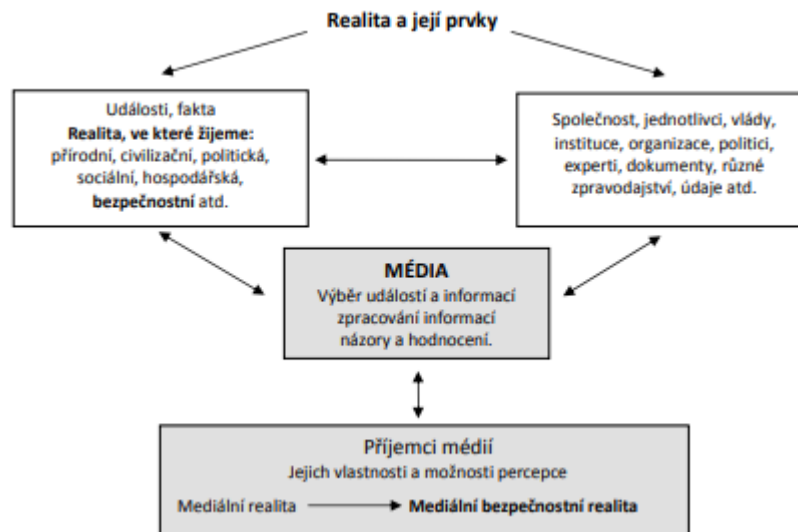 Realita a její prvky
Události, fakta
Realita, ve které žijeme:
přírodní, civilizační, politická,
sociální, hospodářská,
bezpečnostní atd.
Společnost, jednotlivci, vlády,
instituce, organizace, politici,
experti, dokumenty, různé
zpravodajství, údaje atd.
MÉDIA
Výběr událostí a informací
zpracování informací
názory a hodnocení.
Příjemci médií
Jejich vlastnosti a možnosti percepce
Mediální realita Mediální bezpečnostní realita